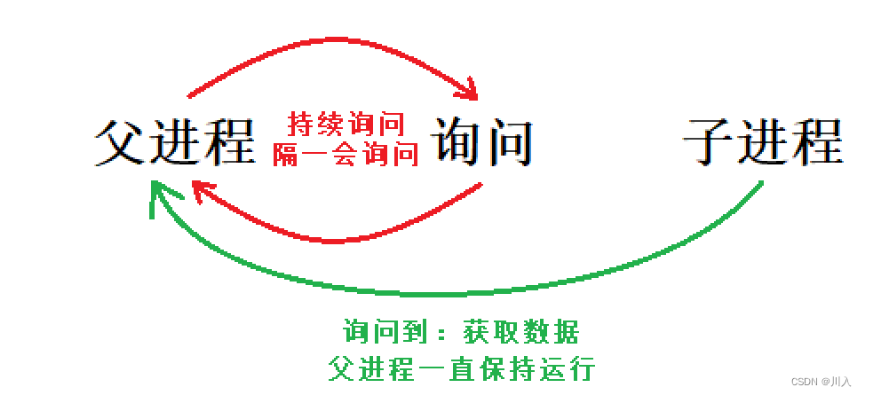 父进程
持续询问
隔一会询问
询问
子进程
询问到：获取数据
父进程一直保持运行
CSDN @川入